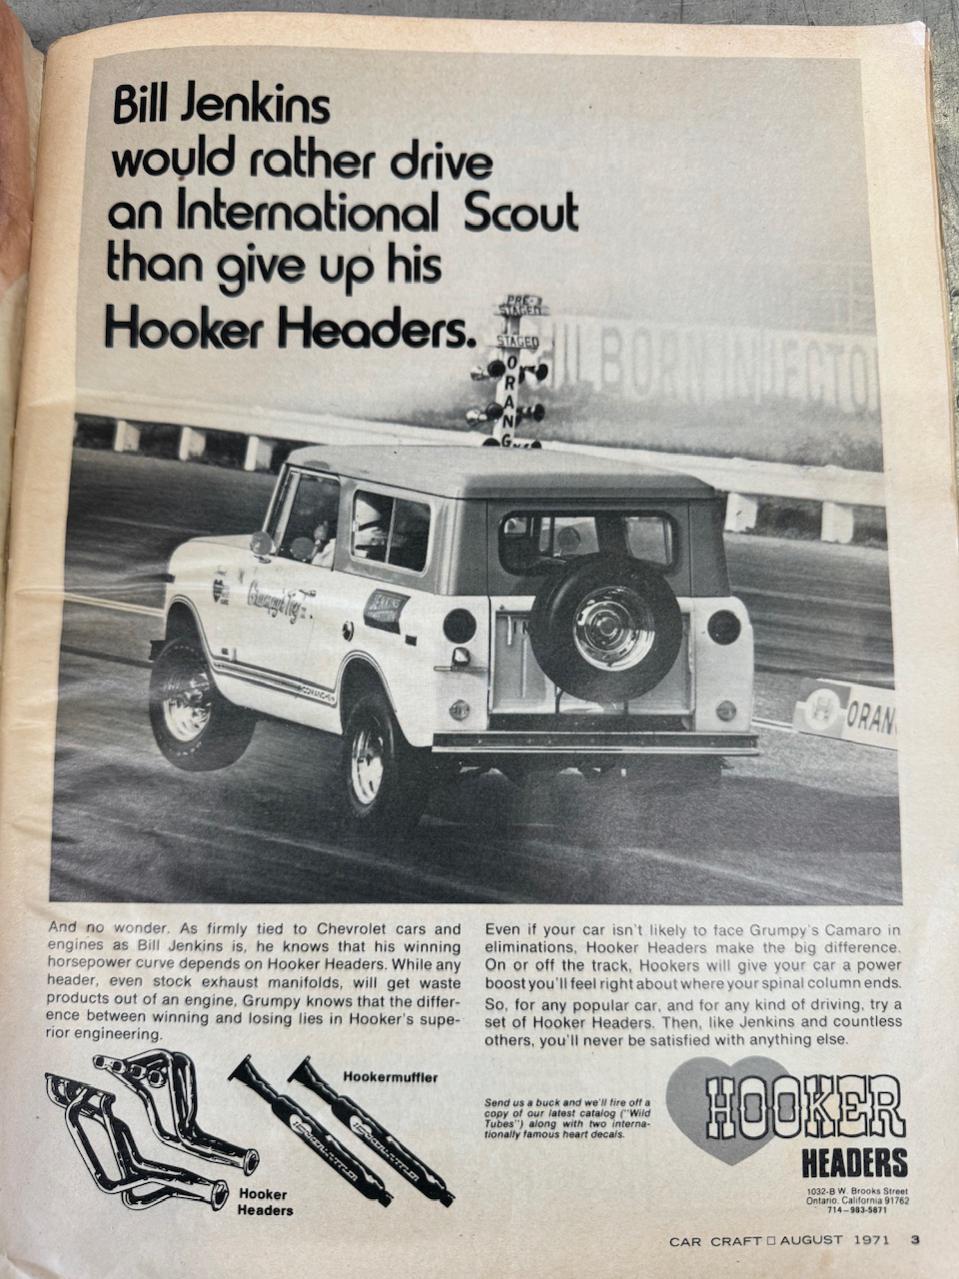 Bill Jenkins
would rather drive
an International Scout
than give up his
Hooker Headers.
PRE-
STAGED
STAGED
ORANG
HILBORN INJECTO
Grumpy's Toy
JENKINS
COMANCHE
ORAN
And no wonder. As firmly tied to Chevrolet cars and
engines as Bill Jenkins is, he knows that his winning
horsepower curve depends on Hooker Headers. While any
header, even stock exhaust manifolds, will get waste
products out of an engine, Grumpy knows that the differ-
ence between winning and losing lies in Hooker's supe-
rior engineering.
Even if your car isn't likely to face Grumpy's Camaro in
eliminations, Hooker Headers make the big difference.
On or off the track, Hookers will give your car a power
boost you'll feel right about where your spinal column ends.
So, for any popular car, and for any kind of driving, try a
set of Hooker Headers. Then, like Jenkins and countless
others, you'll never be satisfied with anything else.
Hookermuffler
Hooker
Headers
Send us a buck and we'll fire off a
copy of our latest catalog ("Wild
Tubes") along with two interna-
tionally famous heart decals.
HOOKER
HEADERS
1032-B W. Brooks Street
Ontario, California 91762
714–983-5871
CAR CRAFT □ AUGUST 1971 3